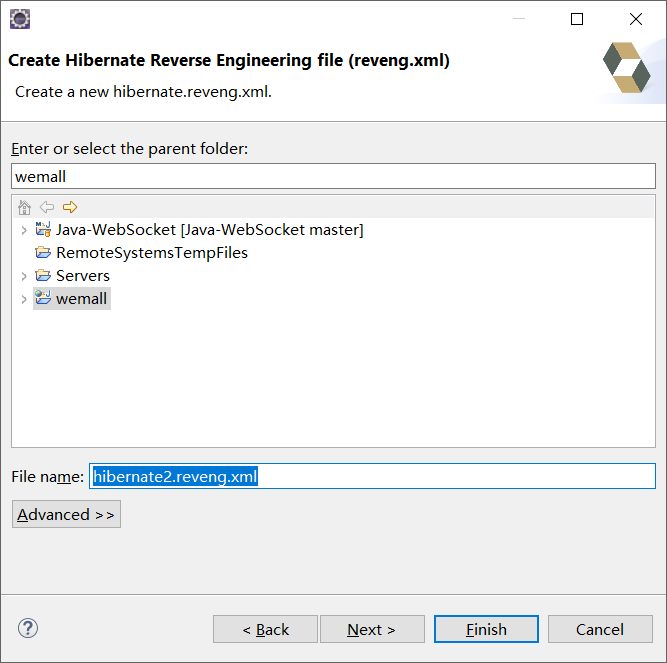 Create Hibernate Reverse Engineering file (reveng.xml)
Create a new hibernate.reveng.xml.
Enter or select the parent folder:
wemall
Java-WebSocket [Java-WebSocket master]
RemoteSystemsTempFiles
Servers
wemall
File name: hibernate2.reveng.xml
Advanced >>
< Back Next > Finish Cancel